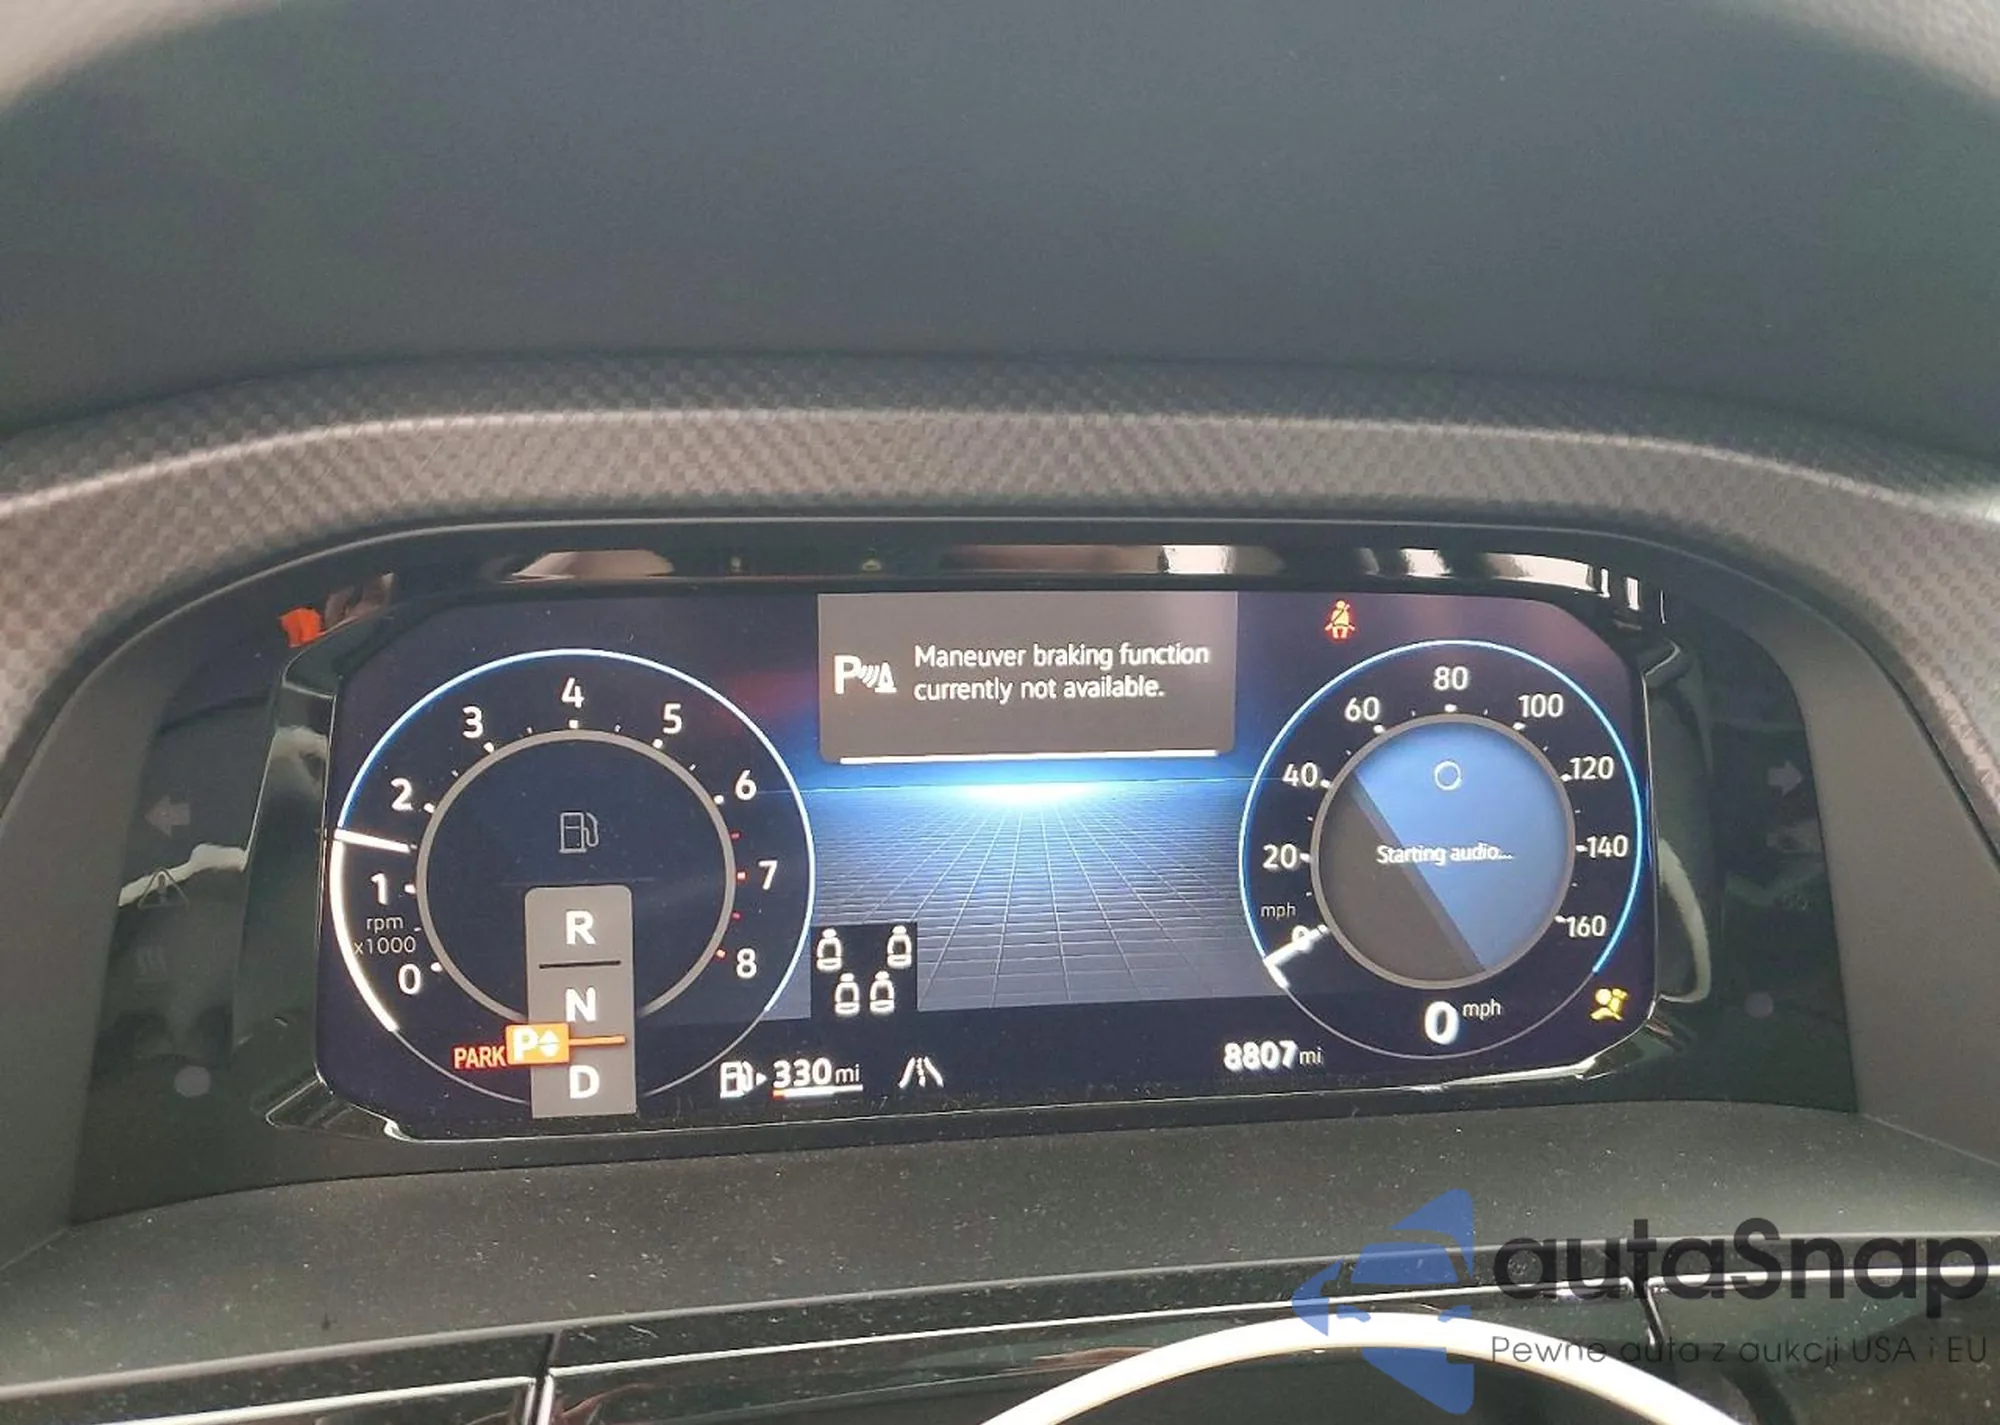 Maneuver braking function
currently not available.
P
4
3
5
2
6
1
7
rpm
x1000
0
8
R
N
PARK P
D
330 mi
8807 mi
80
60
100
40
120
20
140
mph
0
160
Starting audio...
0 mph
autaSnap
Pewne auta z aukcji USA i EU